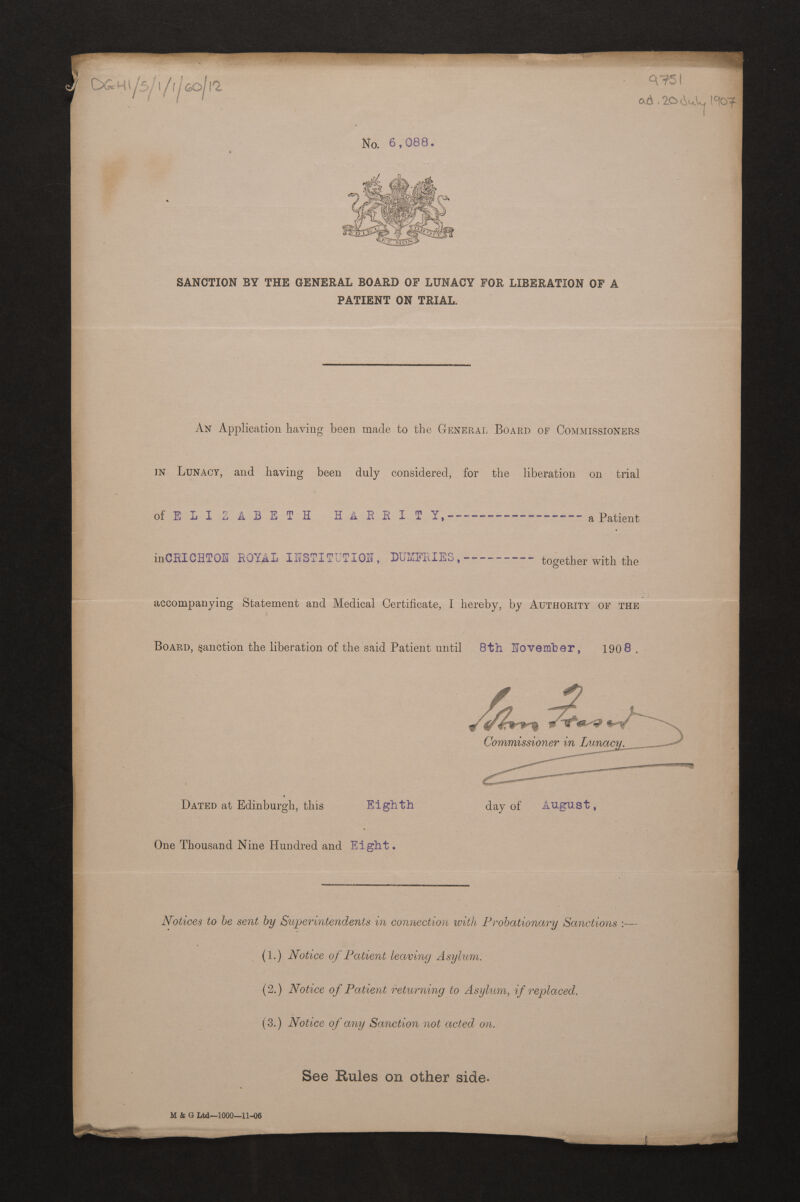 DGH1/5/1/1/60/12
9751
ad. 20 July 1907
No. 6,088.
SANCTION BY THE GENERAL BOARD OF LUNACY FOR LIBERATION OF A
PATIENT ON TRIAL.
AN Application having been made to the GENERAL BOARD OF COMMISSIONERS
IN LUNACY, and having been duly considered, for the liberation on trial
of E L I Z A B E T H H A R R I T Y,----------------- a Patient
inCRICHTON ROYAL INSTITUTION, DUMFRIES,--------- together with the
accompanying Statement and Medical Certificate, I hereby, by AUTHORITY OF THE
BOARD, sanction the liberation of the said Patient until 8th November, 1908.
John Fraser
Commissioner in Lunacy.
DATED at Edinburgh, this Eighth day of August,
One Thousand Nine Hundred and Eight.
Notices to be sent by Superintendents in connection with Probationary Sanctions :—
(1.) Notice of Patient leaving Asylum.
(2.) Notice of Patient returning to Asylum, if replaced.
(3.) Notice of any Sanction not acted on.
See Rules on other side.
M & G Ltd—1000—11-06